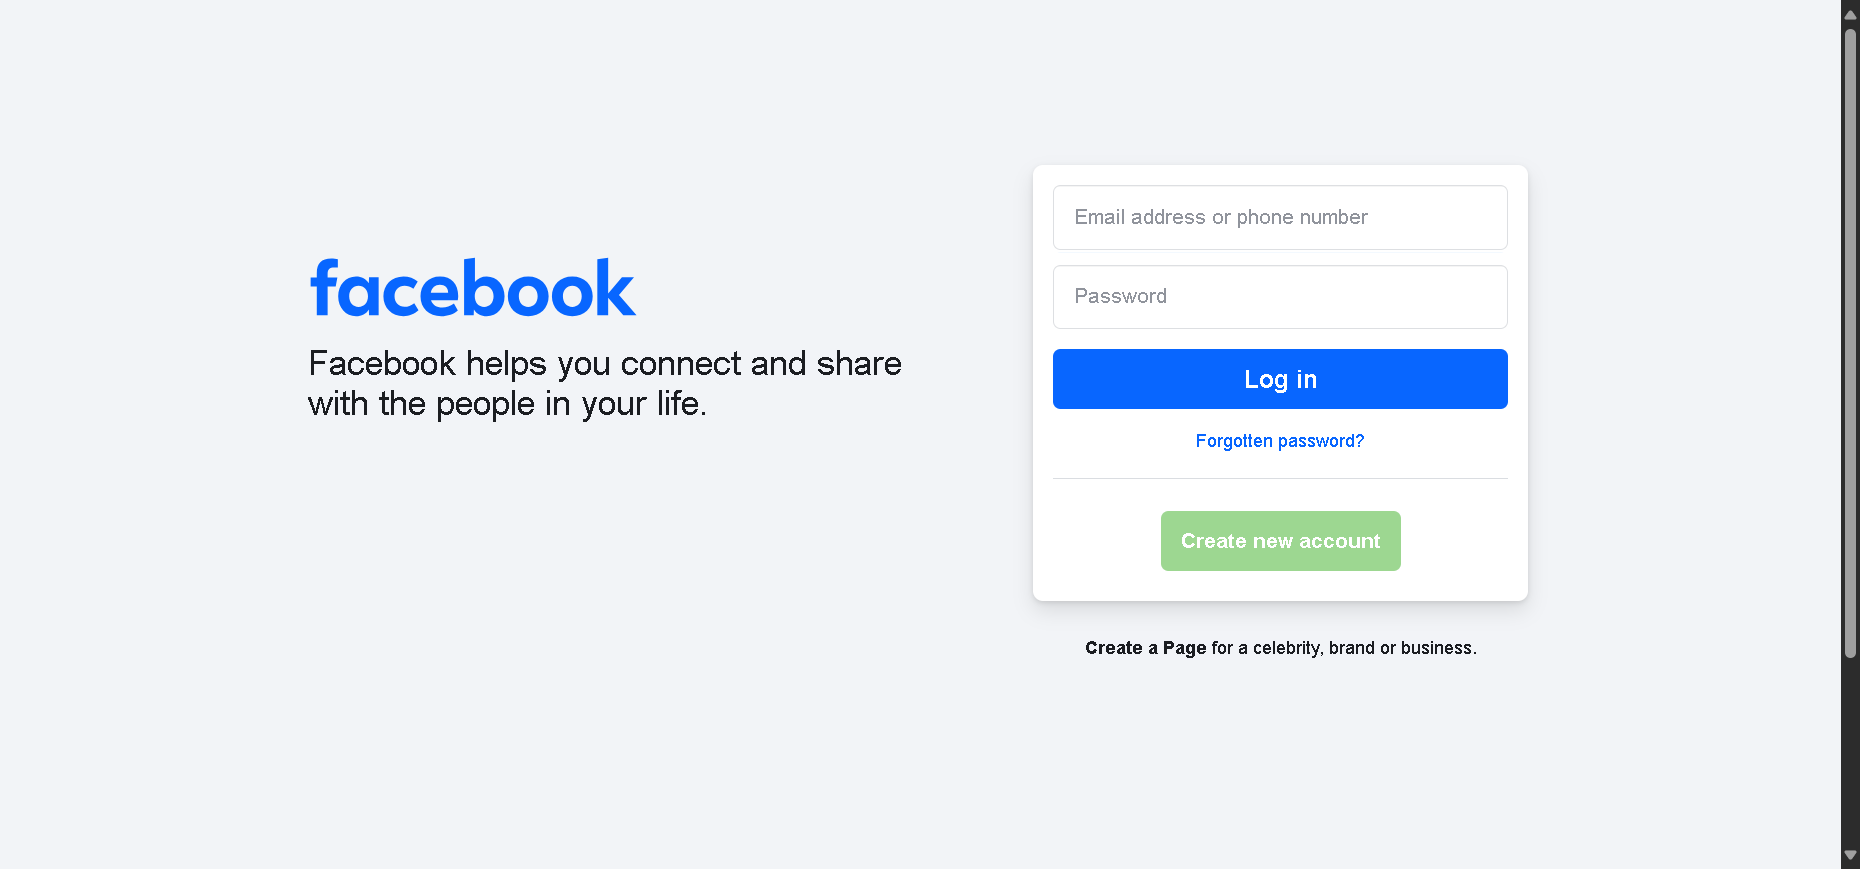 facebook
Facebook helps you connect and share
with the people in your life.
Email address or phone number
Password
Log in
Forgotten password?
Create new account
Create a Page for a celebrity, brand or business.